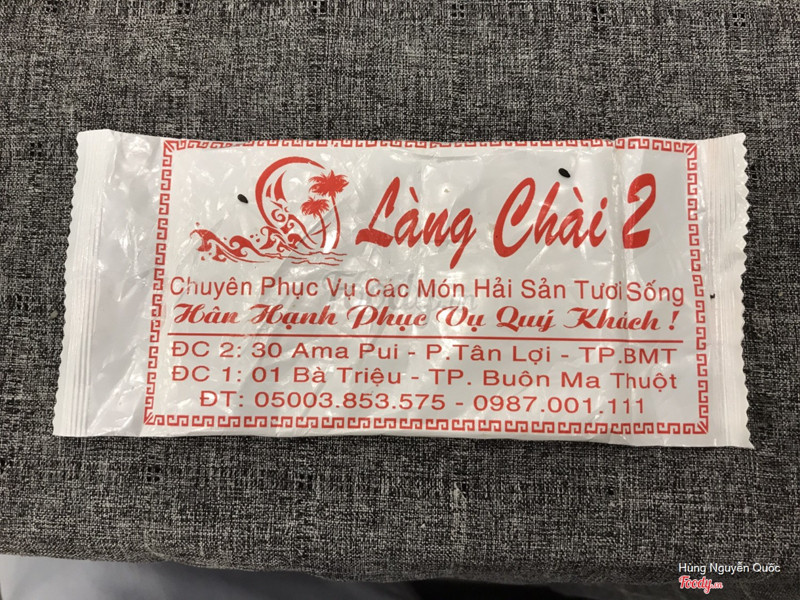 Làng Chài 2
Chuyên Phục Vụ Các Món Hải Sản Tươi Sống
Hân Hạnh Phục Vụ Quý Khách !
ĐC 2: 30 Ama Pui - P.Tân Lợi - TP.BMT
ĐC 1: 01 Bà Triệu - TP. Buôn Ma Thuột
ĐT: 05003.853.575 - 0987.001.111
Hùng Nguyễn Quốc
Foody.vn